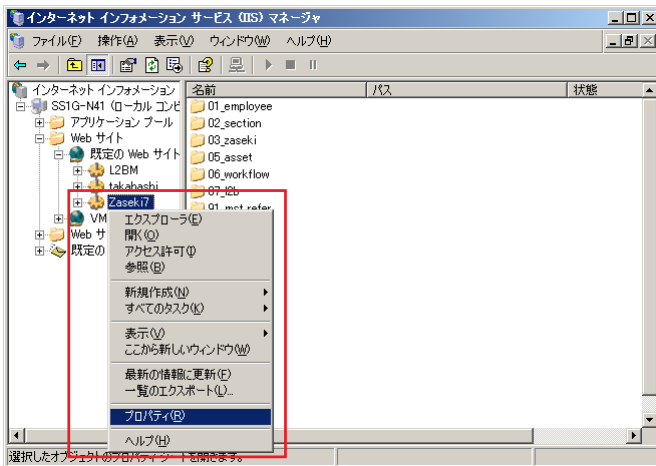 インターネット インフォメーション サービス (IIS) マネージャ
ファイル(F) 操作(A) 表示(V) ウィンドウ(W) ヘルプ(H)
インターネット インフォメーション
SS1G-N41 (ローカル コンピ
アプリケーション プール
Web サイト
既定の Web サイト
L2BM
takahashi
Zaseki7
VM
Web サ
既定の
名前 パス 状態
01_employee
02_section
03_zaseki
05_asset
06_workflow
07_l2b
91_mst_refer
エクスプローラ(E)
開く(O)
アクセス許可(I)
参照(B)
新規作成(N)
すべてのタスク(K)
表示(V)
ここから新しいウィンドウ(W)
最新の情報に更新(F)
一覧のエクスポート(L)...
プロパティ(R)
ヘルプ(H)
選択したオブジェクトのプロパティ シートを開きます。